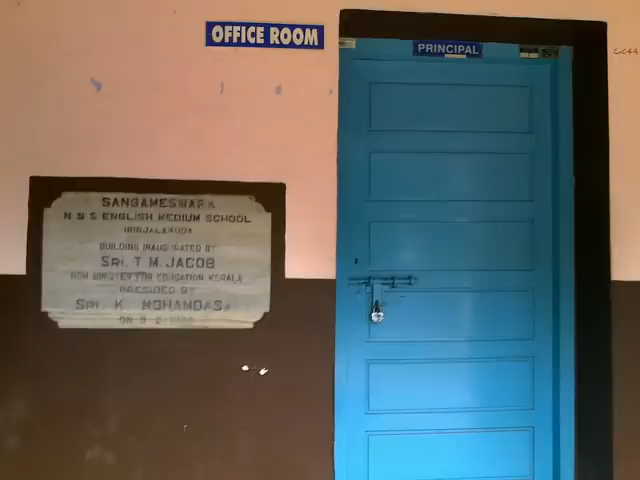 OFFICE ROOM
PRINCIPAL
SANGAMESWARA
N S S ENGLISH MEDIUM SCHOOL
IRINJALAKUDA
BUILDING INAUGURATED BY
SRI. T. M. JACOB
HON MINISTER FOR EDUCATION KERALA
PRESIDED BY
SRI K. MOHANDAS
ON